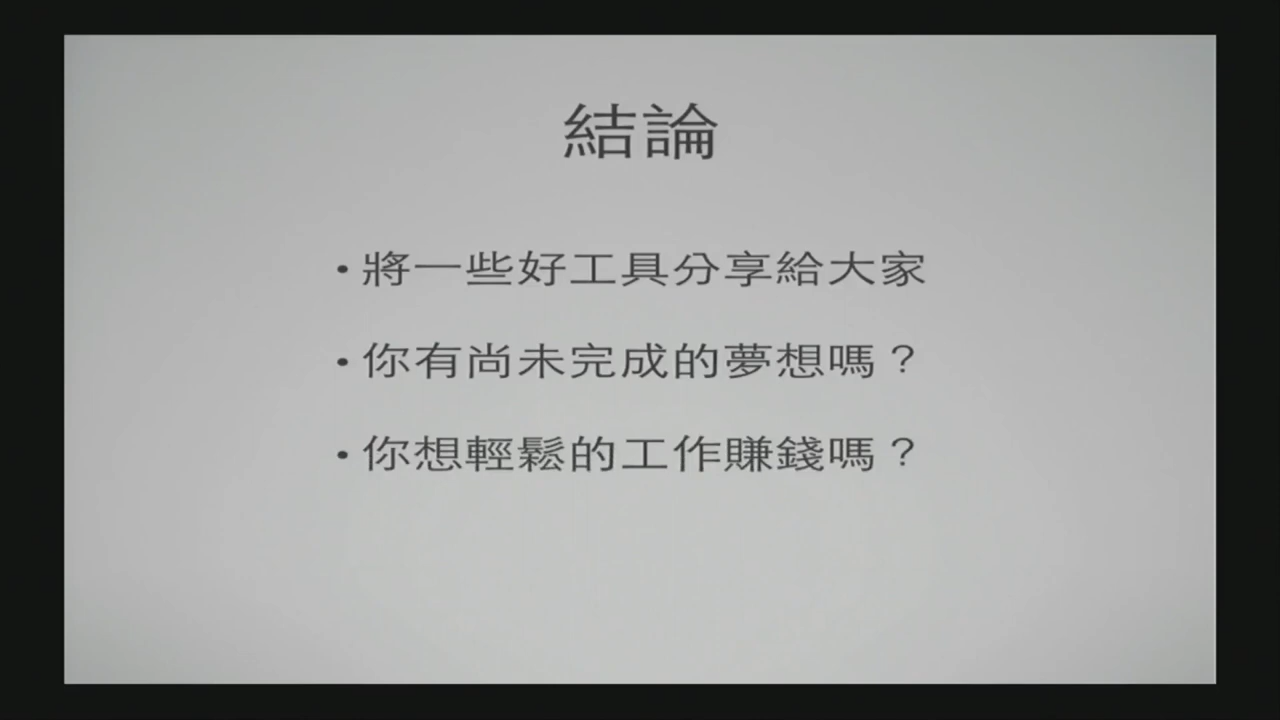 結論
• 將一些好工具分享給大家
• 你有尚未完成的夢想嗎？
• 你想輕鬆的工作賺錢嗎？